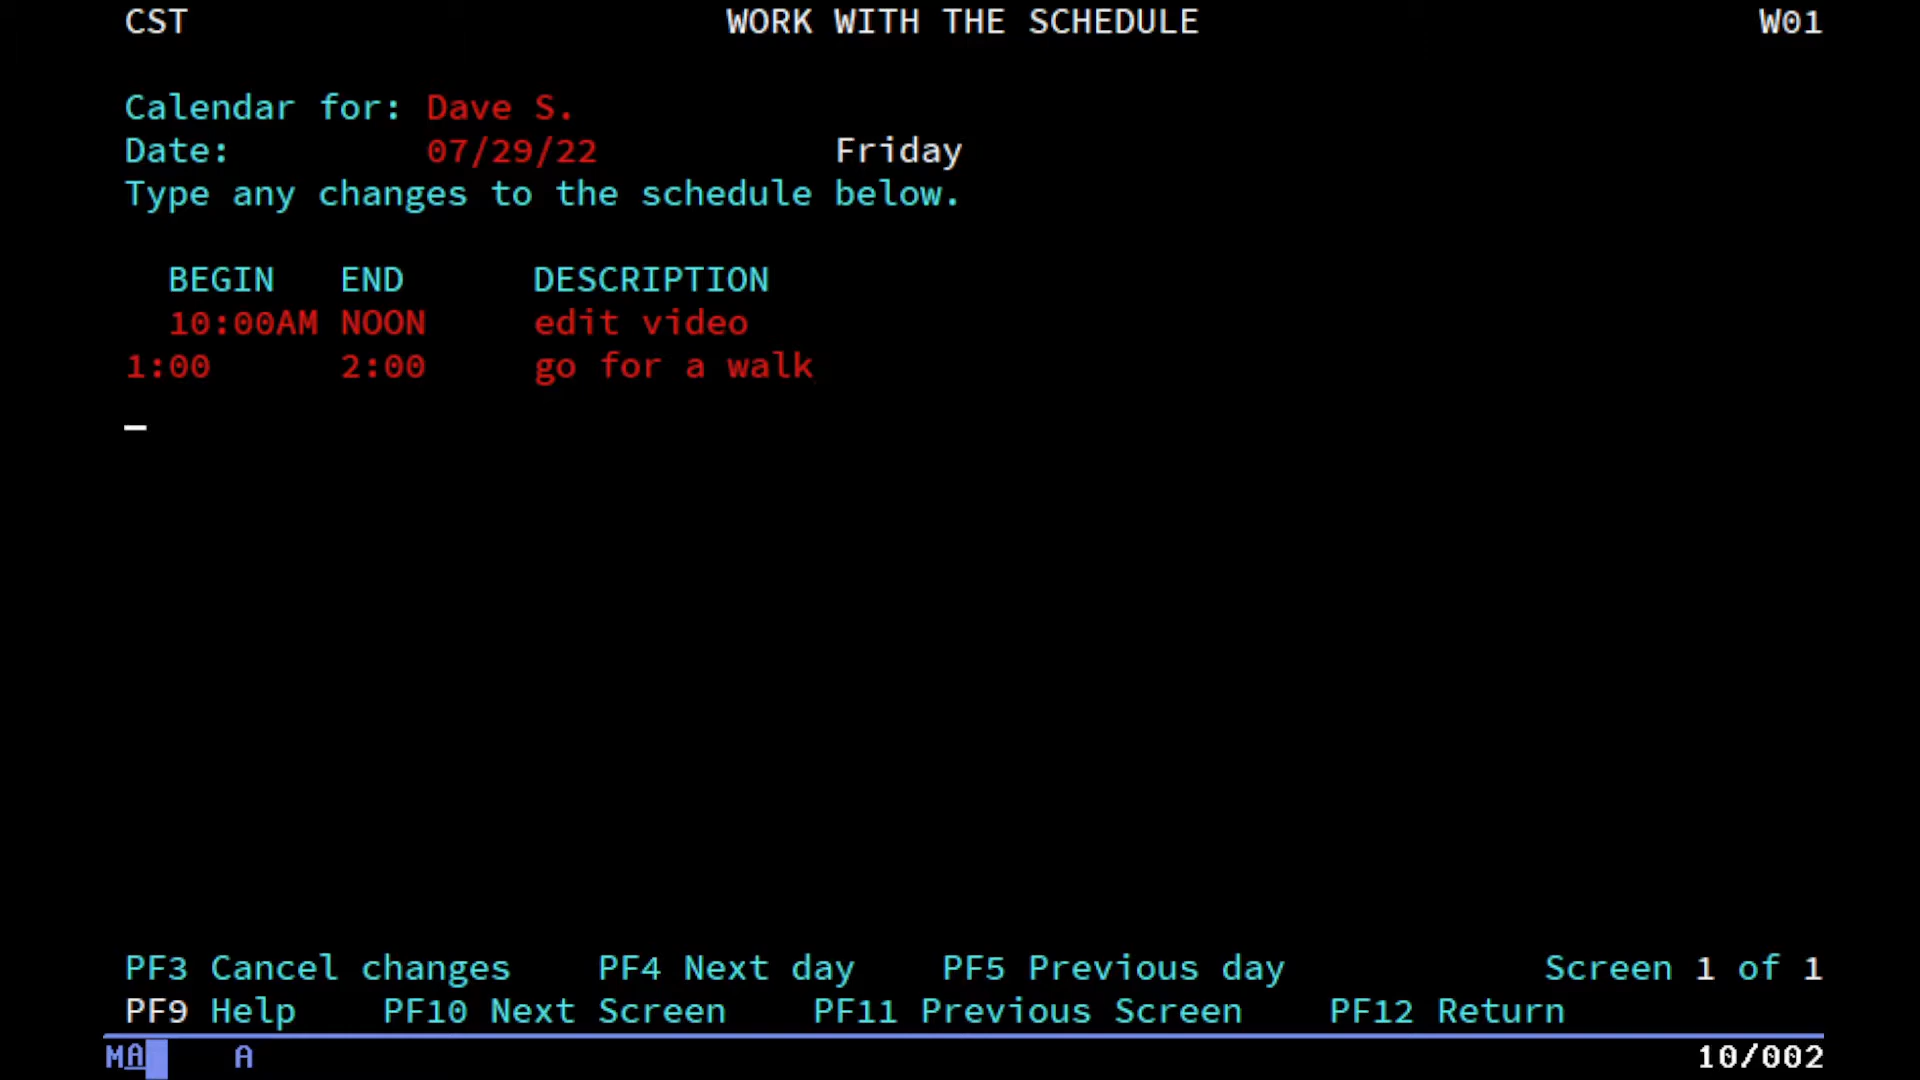 CST WORK WITH THE SCHEDULE W01
Calendar for: Dave S.
Date: 07/29/22 Friday
Type any changes to the schedule below.
BEGIN END DESCRIPTION
10:00AM NOON edit video
1:00 2:00 go for a walk
PF3 Cancel changes PF4 Next day PF5 Previous day Screen 1 of 1
PF9 Help PF10 Next Screen PF11 Previous Screen PF12 Return
MA A 10/002